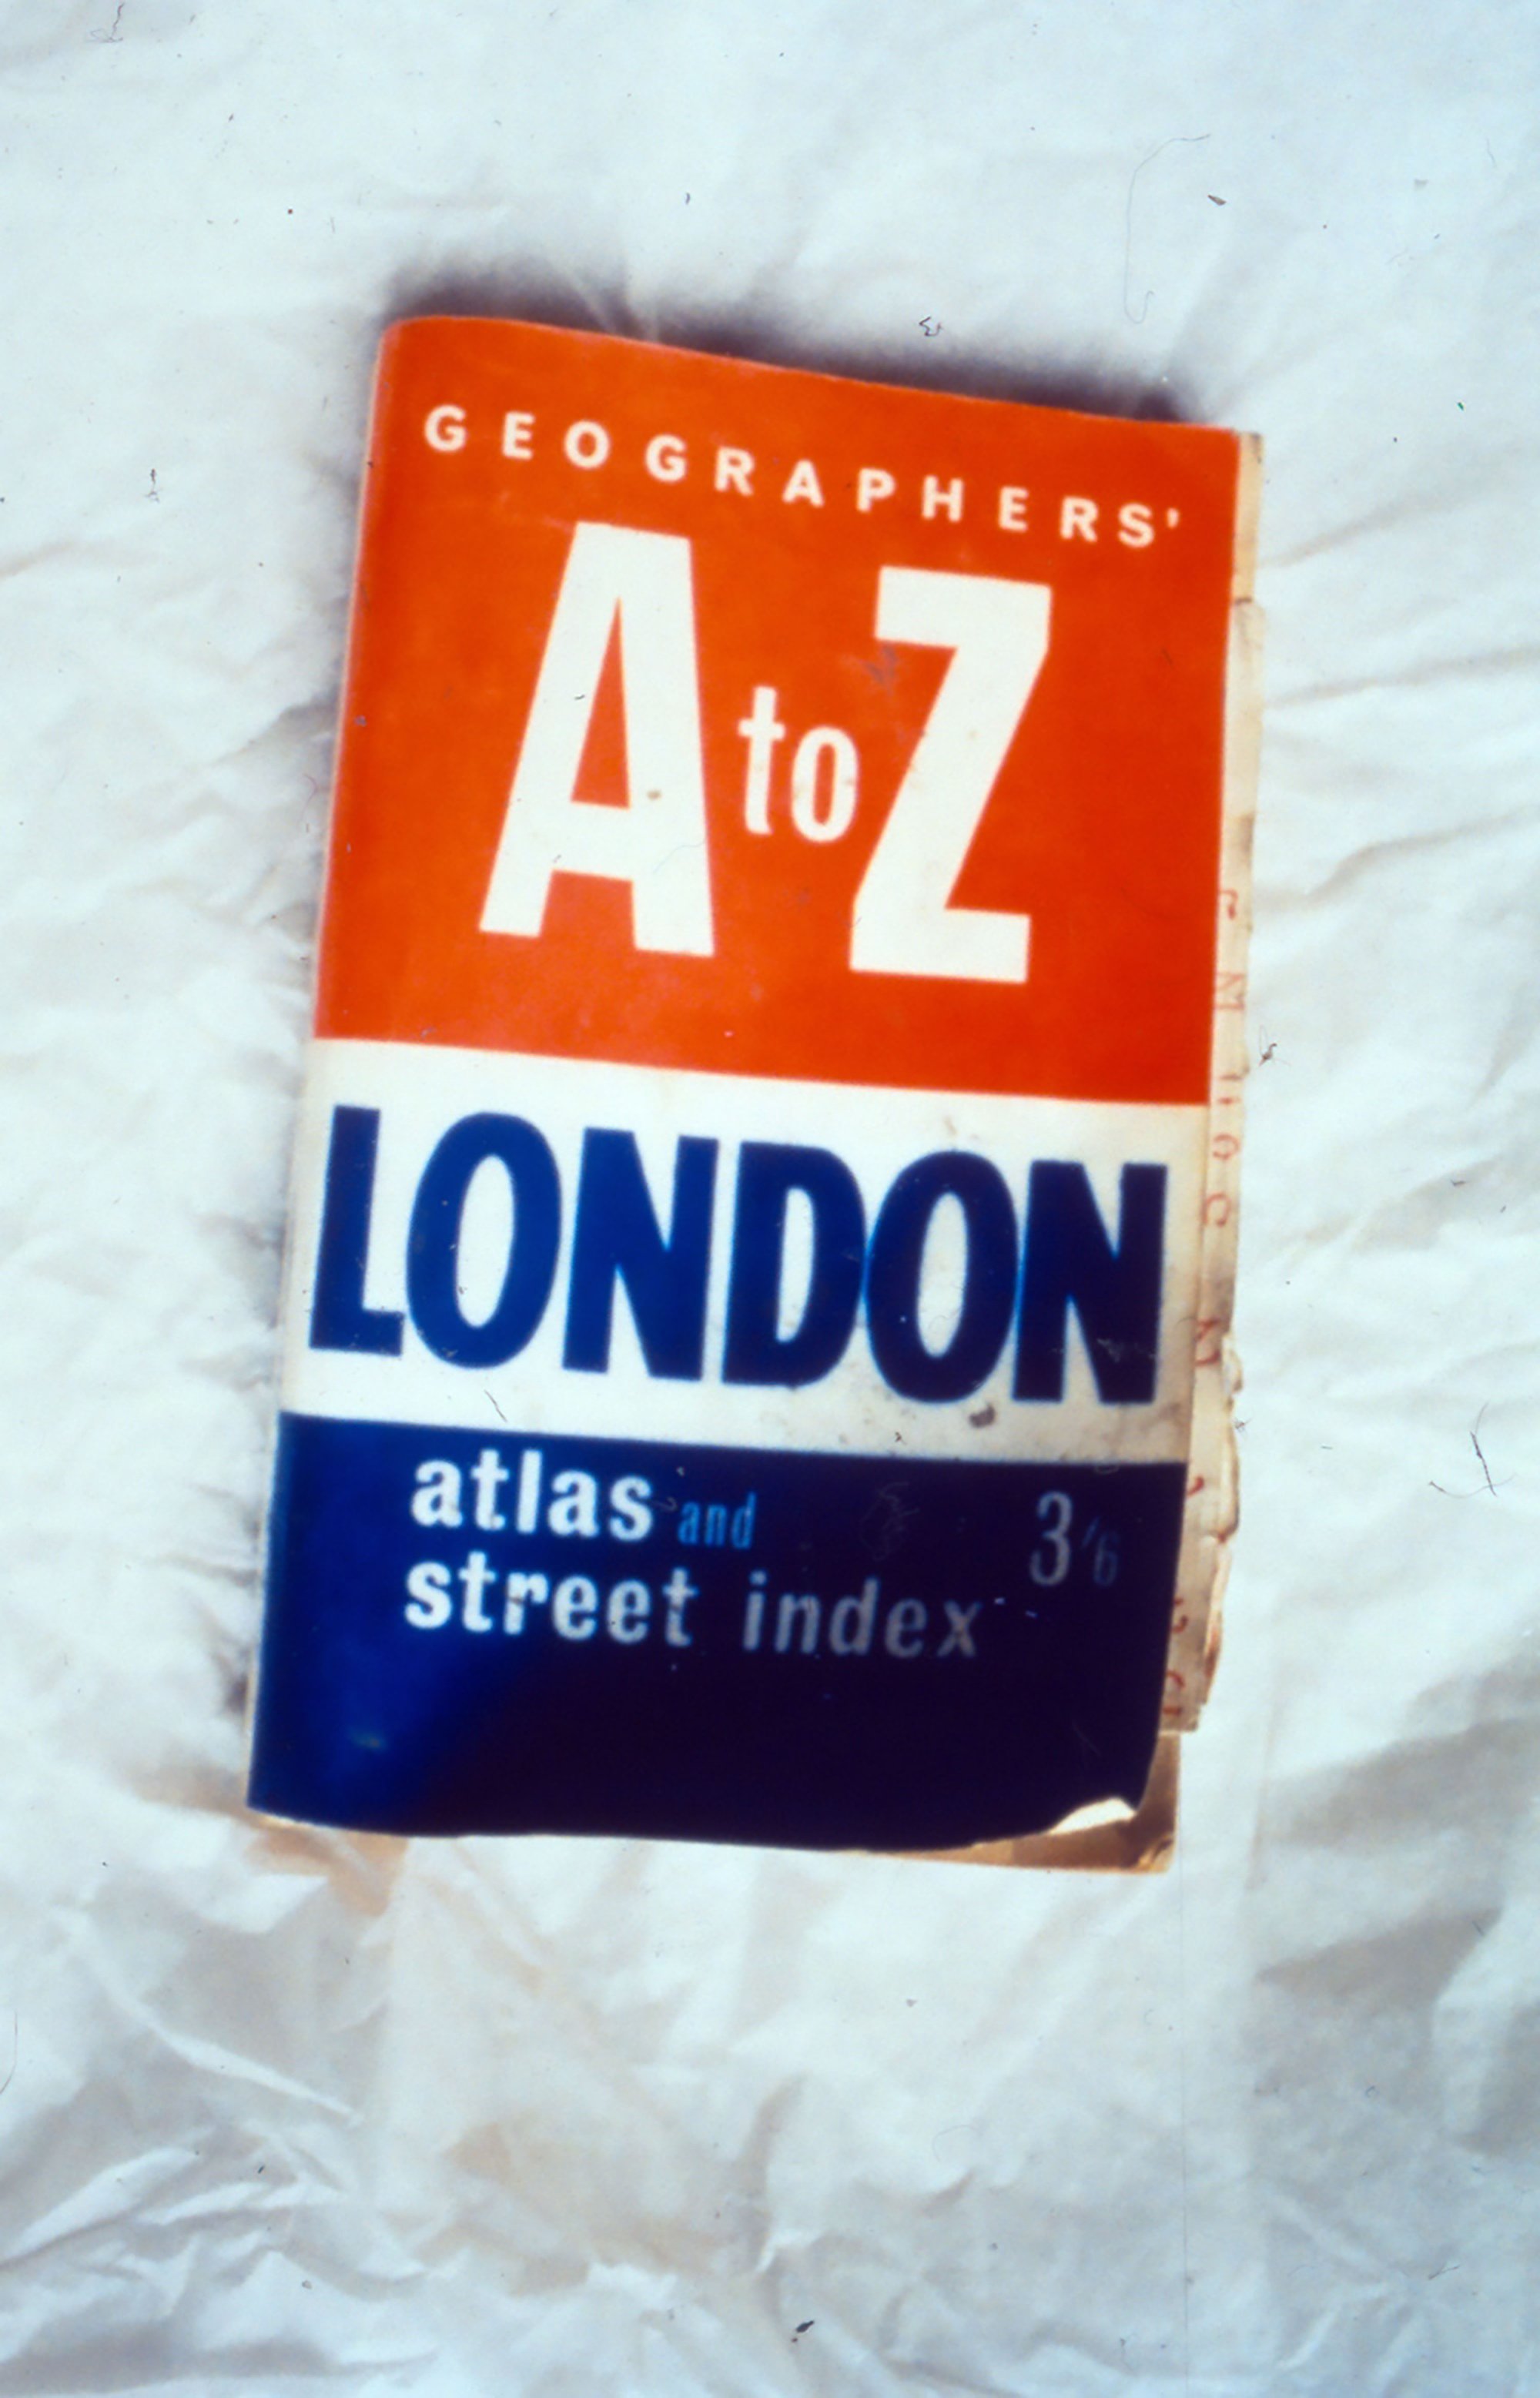 GEOGRAPHERS'
A to Z
LONDON
atlas and 3/6
street index